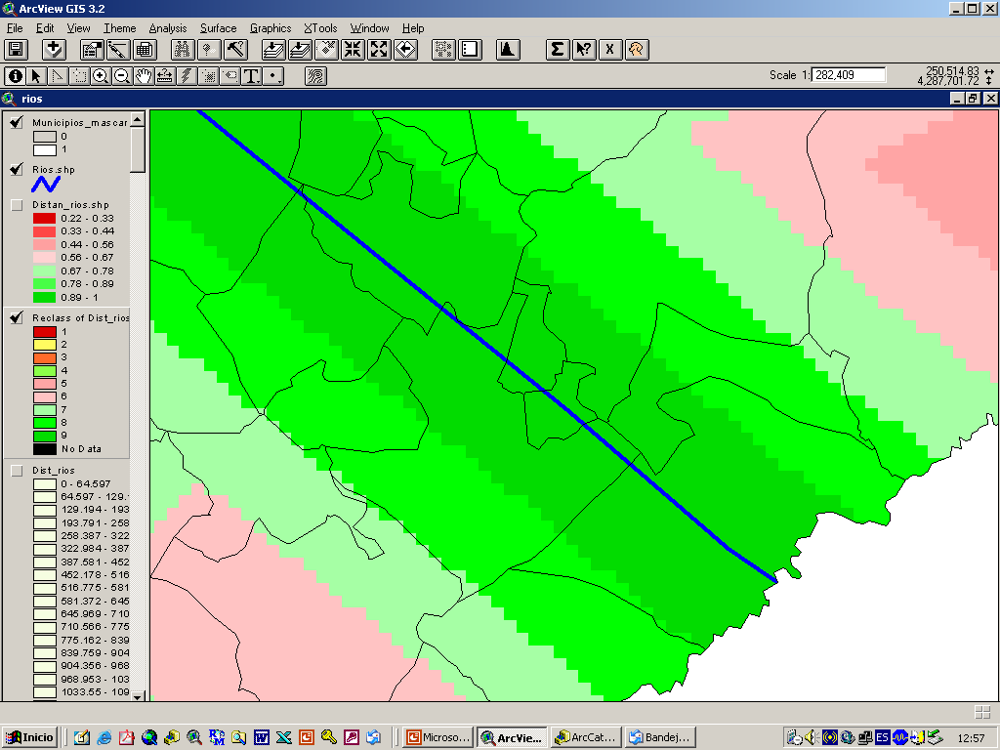 ArcView GIS 3.2
File Edit View Theme Analysis Surface Graphics XTools Window Help
Scale 1: 282,409
250,514.83
4,287,701.72
rios
Municipios_mascar
0
1
Rios.shp
Distan_rios.shp
0.22 - 0.33
0.33 - 0.44
0.44 - 0.56
0.56 - 0.67
0.67 - 0.78
0.78 - 0.89
0.89 - 1
Reclass of Dist_rios
1
2
3
4
5
6
7
8
9
No Data
Dist_rios
0 - 64.597
64.597 - 129.
129.194 - 193
193.791 - 258
258.387 - 322
322.984 - 387
387.581 - 452
452.178 - 516
516.775 - 581
581.372 - 645
645.969 - 710
710.566 - 775
775.162 - 839
839.759 - 904
904.356 - 968
968.953 - 103
1033.55 - 109
Inicio
Microso...
ArcVie...
ArcCat...
Bandej...
ES
12:57